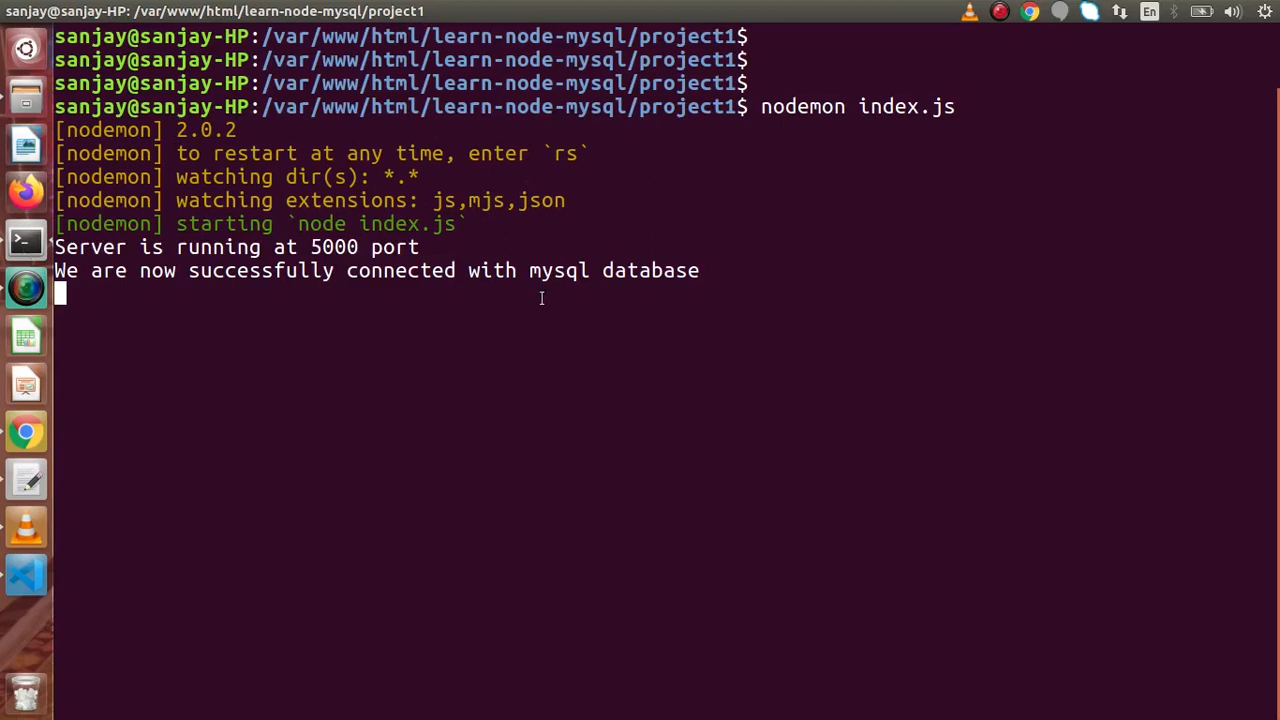 sanjay@sanjay-HP: /var/www/html/learn-node-mysql/project1
En
sanjay@sanjay-HP:/var/www/html/learn-node-mysql/project1$
sanjay@sanjay-HP:/var/www/html/learn-node-mysql/project1$
sanjay@sanjay-HP:/var/www/html/learn-node-mysql/project1$
sanjay@sanjay-HP:/var/www/html/learn-node-mysql/project1$ nodemon index.js
[nodemon] 2.0.2
[nodemon] to restart at any time, enter `rs`
[nodemon] watching dir(s): *.*
[nodemon] watching extensions: js,mjs,json
[nodemon] starting `node index.js`
Server is running at 5000 port
We are now successfully connected with mysql database